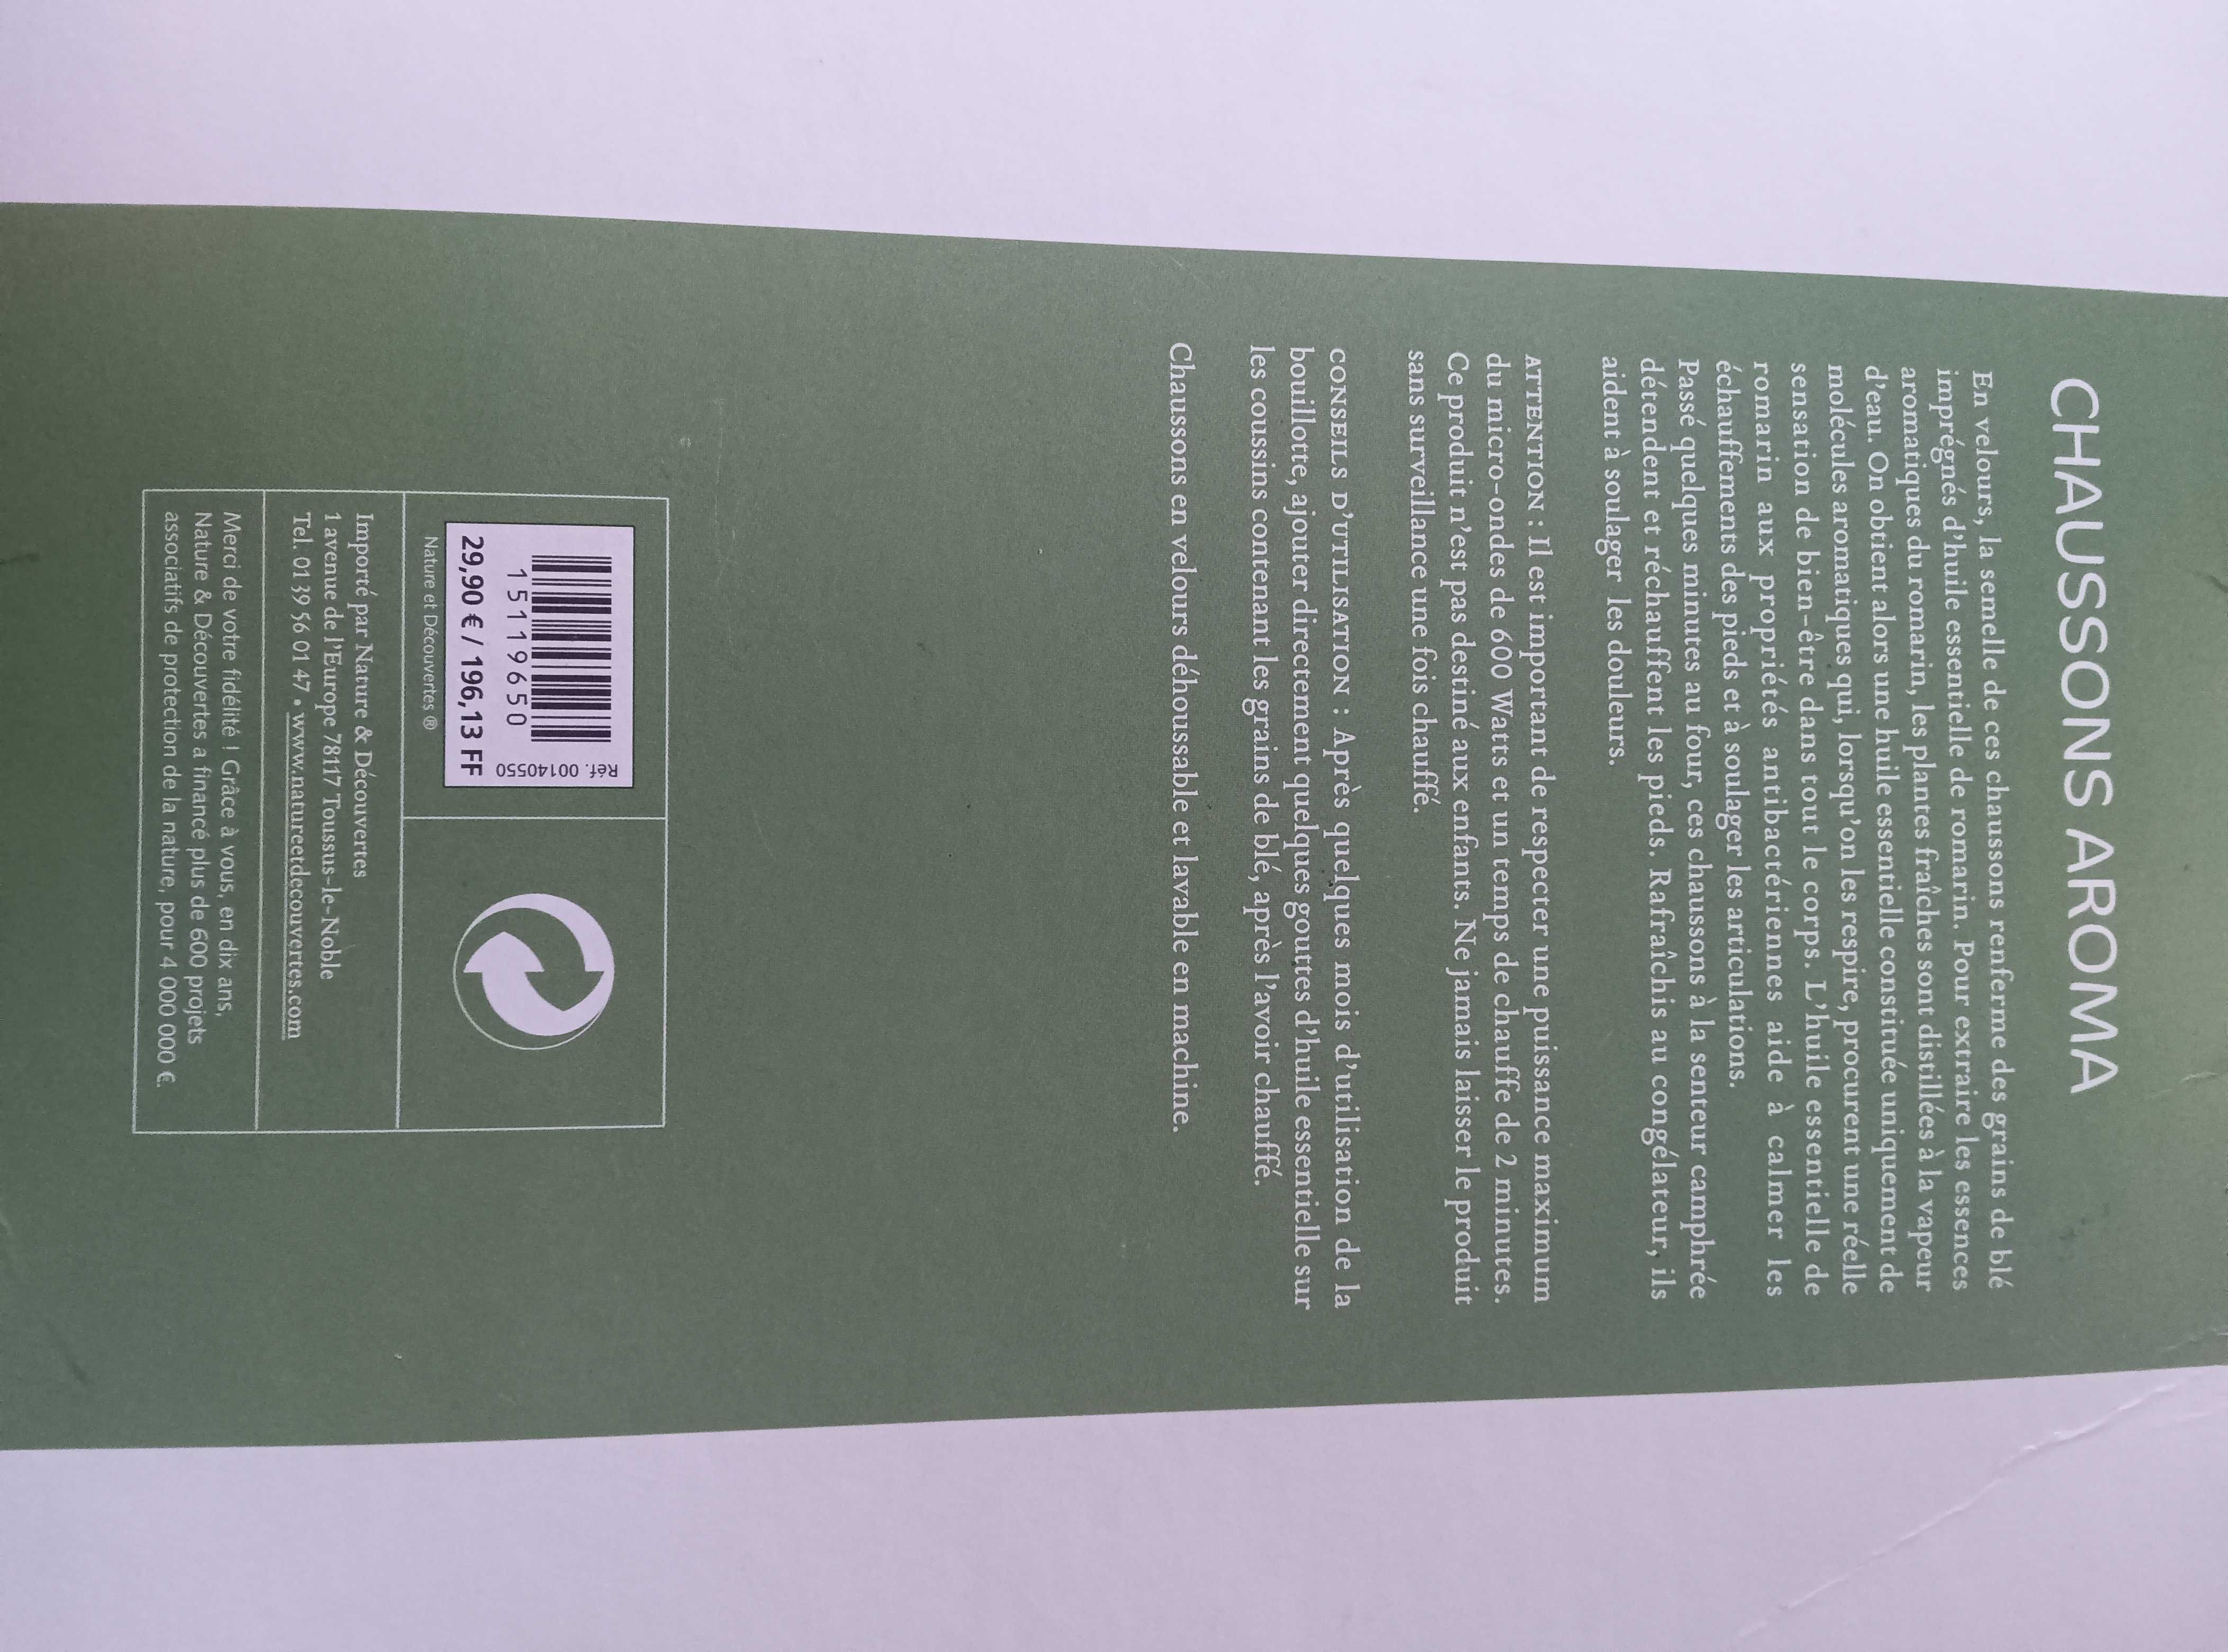 CHAUSSONS AROMA
En velours, la semelle de ces chaussons renferme des grains de blé
imprégnés d'huile essentielle de romarin. Pour extraire les essences
aromatiques du romarin, les plantes fraîches sont distillées à la vapeur
d'eau. On obtient alors une huile essentielle constituée uniquement de
molécules aromatiques qui, lorsqu'on les respire, procurent une réelle
sensation de bien-être dans tout le corps. L'huile essentielle de
romarin aux propriétés antibactériennes aide à calmer les
échauffements des pieds et à soulager les articulations.
Passé quelques minutes au four, ces chaussons à la senteur camphrée
détendent et réchauffent les pieds. Rafraîchis au congélateur, ils
aident à soulager les douleurs.
ATTENTION : Il est important de respecter une puissance maximum
du micro-ondes de 600 Watts et un temps de chauffe de 2 minutes.
Ce produit n'est pas destiné aux enfants. Ne jamais laisser le produit
sans surveillance une fois chauffé.
CONSEILS D'UTILISATION : Après quelques mois d'utilisation de la
bouillotte, ajouter directement quelques gouttes d'huile essentielle sur
les coussins contenant les grains de blé, après l'avoir chauffé.
Chaussons en velours déhoussable et lavable en machine.
Réf. 00140550
15119650
29,90 € / 196,13 FF
Nature et Découvertes ®
Importé par Nature & Découvertes
1 avenue de l'Europe 78117 Toussus-le-Noble
Tel. 01 39 56 01 47 • www.natureetdecouvertes.com
Merci de votre fidélité ! Grâce à vous, en dix ans,
Nature & Découvertes a financé plus de 600 projets
associatifs de protection de la nature, pour 4 000 000 €.